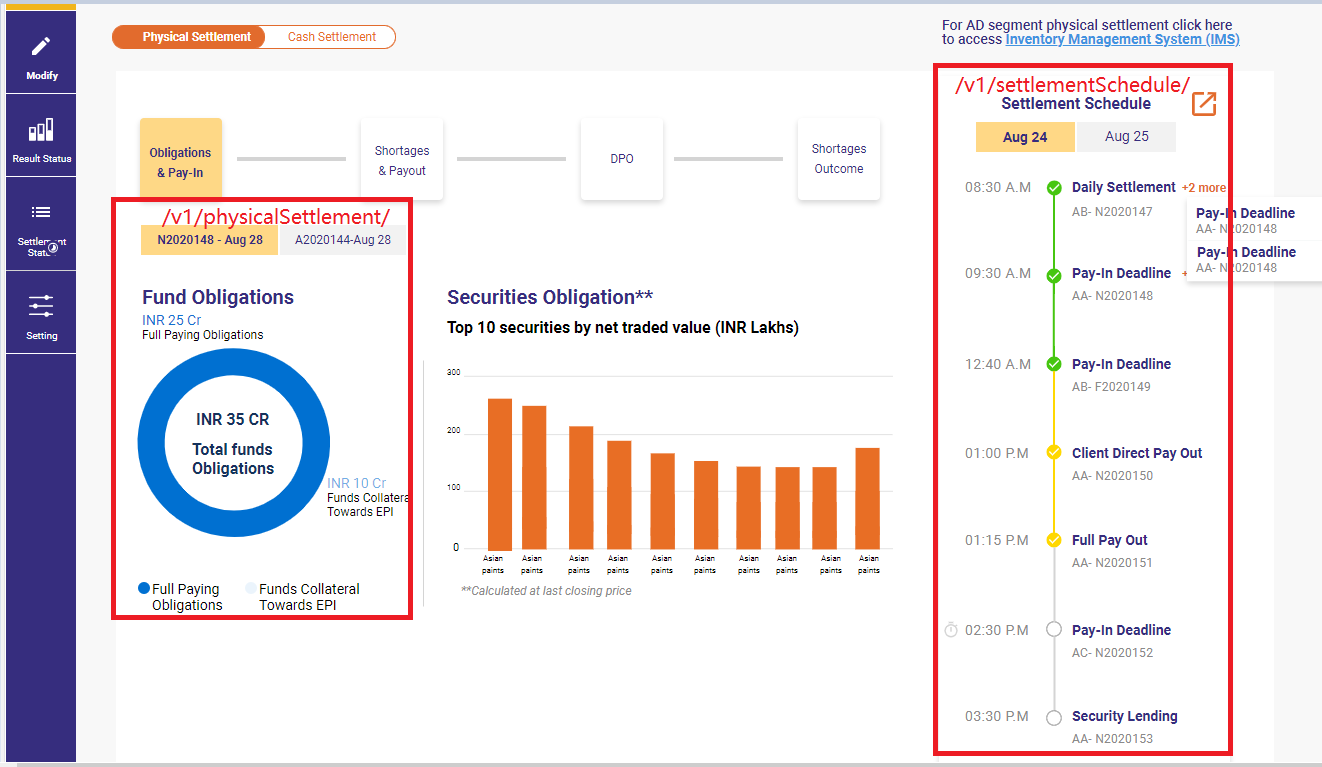 Modify
Result Status
Settlement
Stat
Setting
Physical Settlement
Cash Settlement
For AD segment physical settlement click here
to access Inventory Management System (IMS)
Obligations
& Pay-In
Shortages
& Payout
DPO
Shortages
Outcome
/v1/physicalSettlement/
N2020148 - Aug 28
A2020144-Aug 28
Fund Obligations
INR 25 Cr
Full Paying Obligations
INR 35 CR
Total funds
Obligations
INR 10 Cr
Funds Collatera
Towards EPI
Full Paying
Obligations
Funds Collateral
Towards EPI
Securities Obligation**
Top 10 securities by net traded value (INR Lakhs)
300
200
100
0
Asian paints
Asian paints
Asian paints
Asian paints
Asian paints
Asian paints
Asian paints
Asian paints
Asian paints
Asian paints
**Calculated at last closing price
/v1/settlementSchedule/
Settlement Schedule
Aug 24
Aug 25
08:30 A.M
Daily Settlement +2 more
AB- N2020147
Pay-In Deadline
AA- N2020148
Pay-In Deadline
AA- N2020148
09:30 A.M
Pay-In Deadline +
AA- N2020148
12:40 A.M
Pay-In Deadline
AB- F2020149
01:00 P.M
Client Direct Pay Out
AA- N2020150
01:15 P.M
Full Pay Out
AA- N2020151
02:30 P.M
Pay-In Deadline
AC- N2020152
03:30 P.M
Security Lending
AA- N2020153